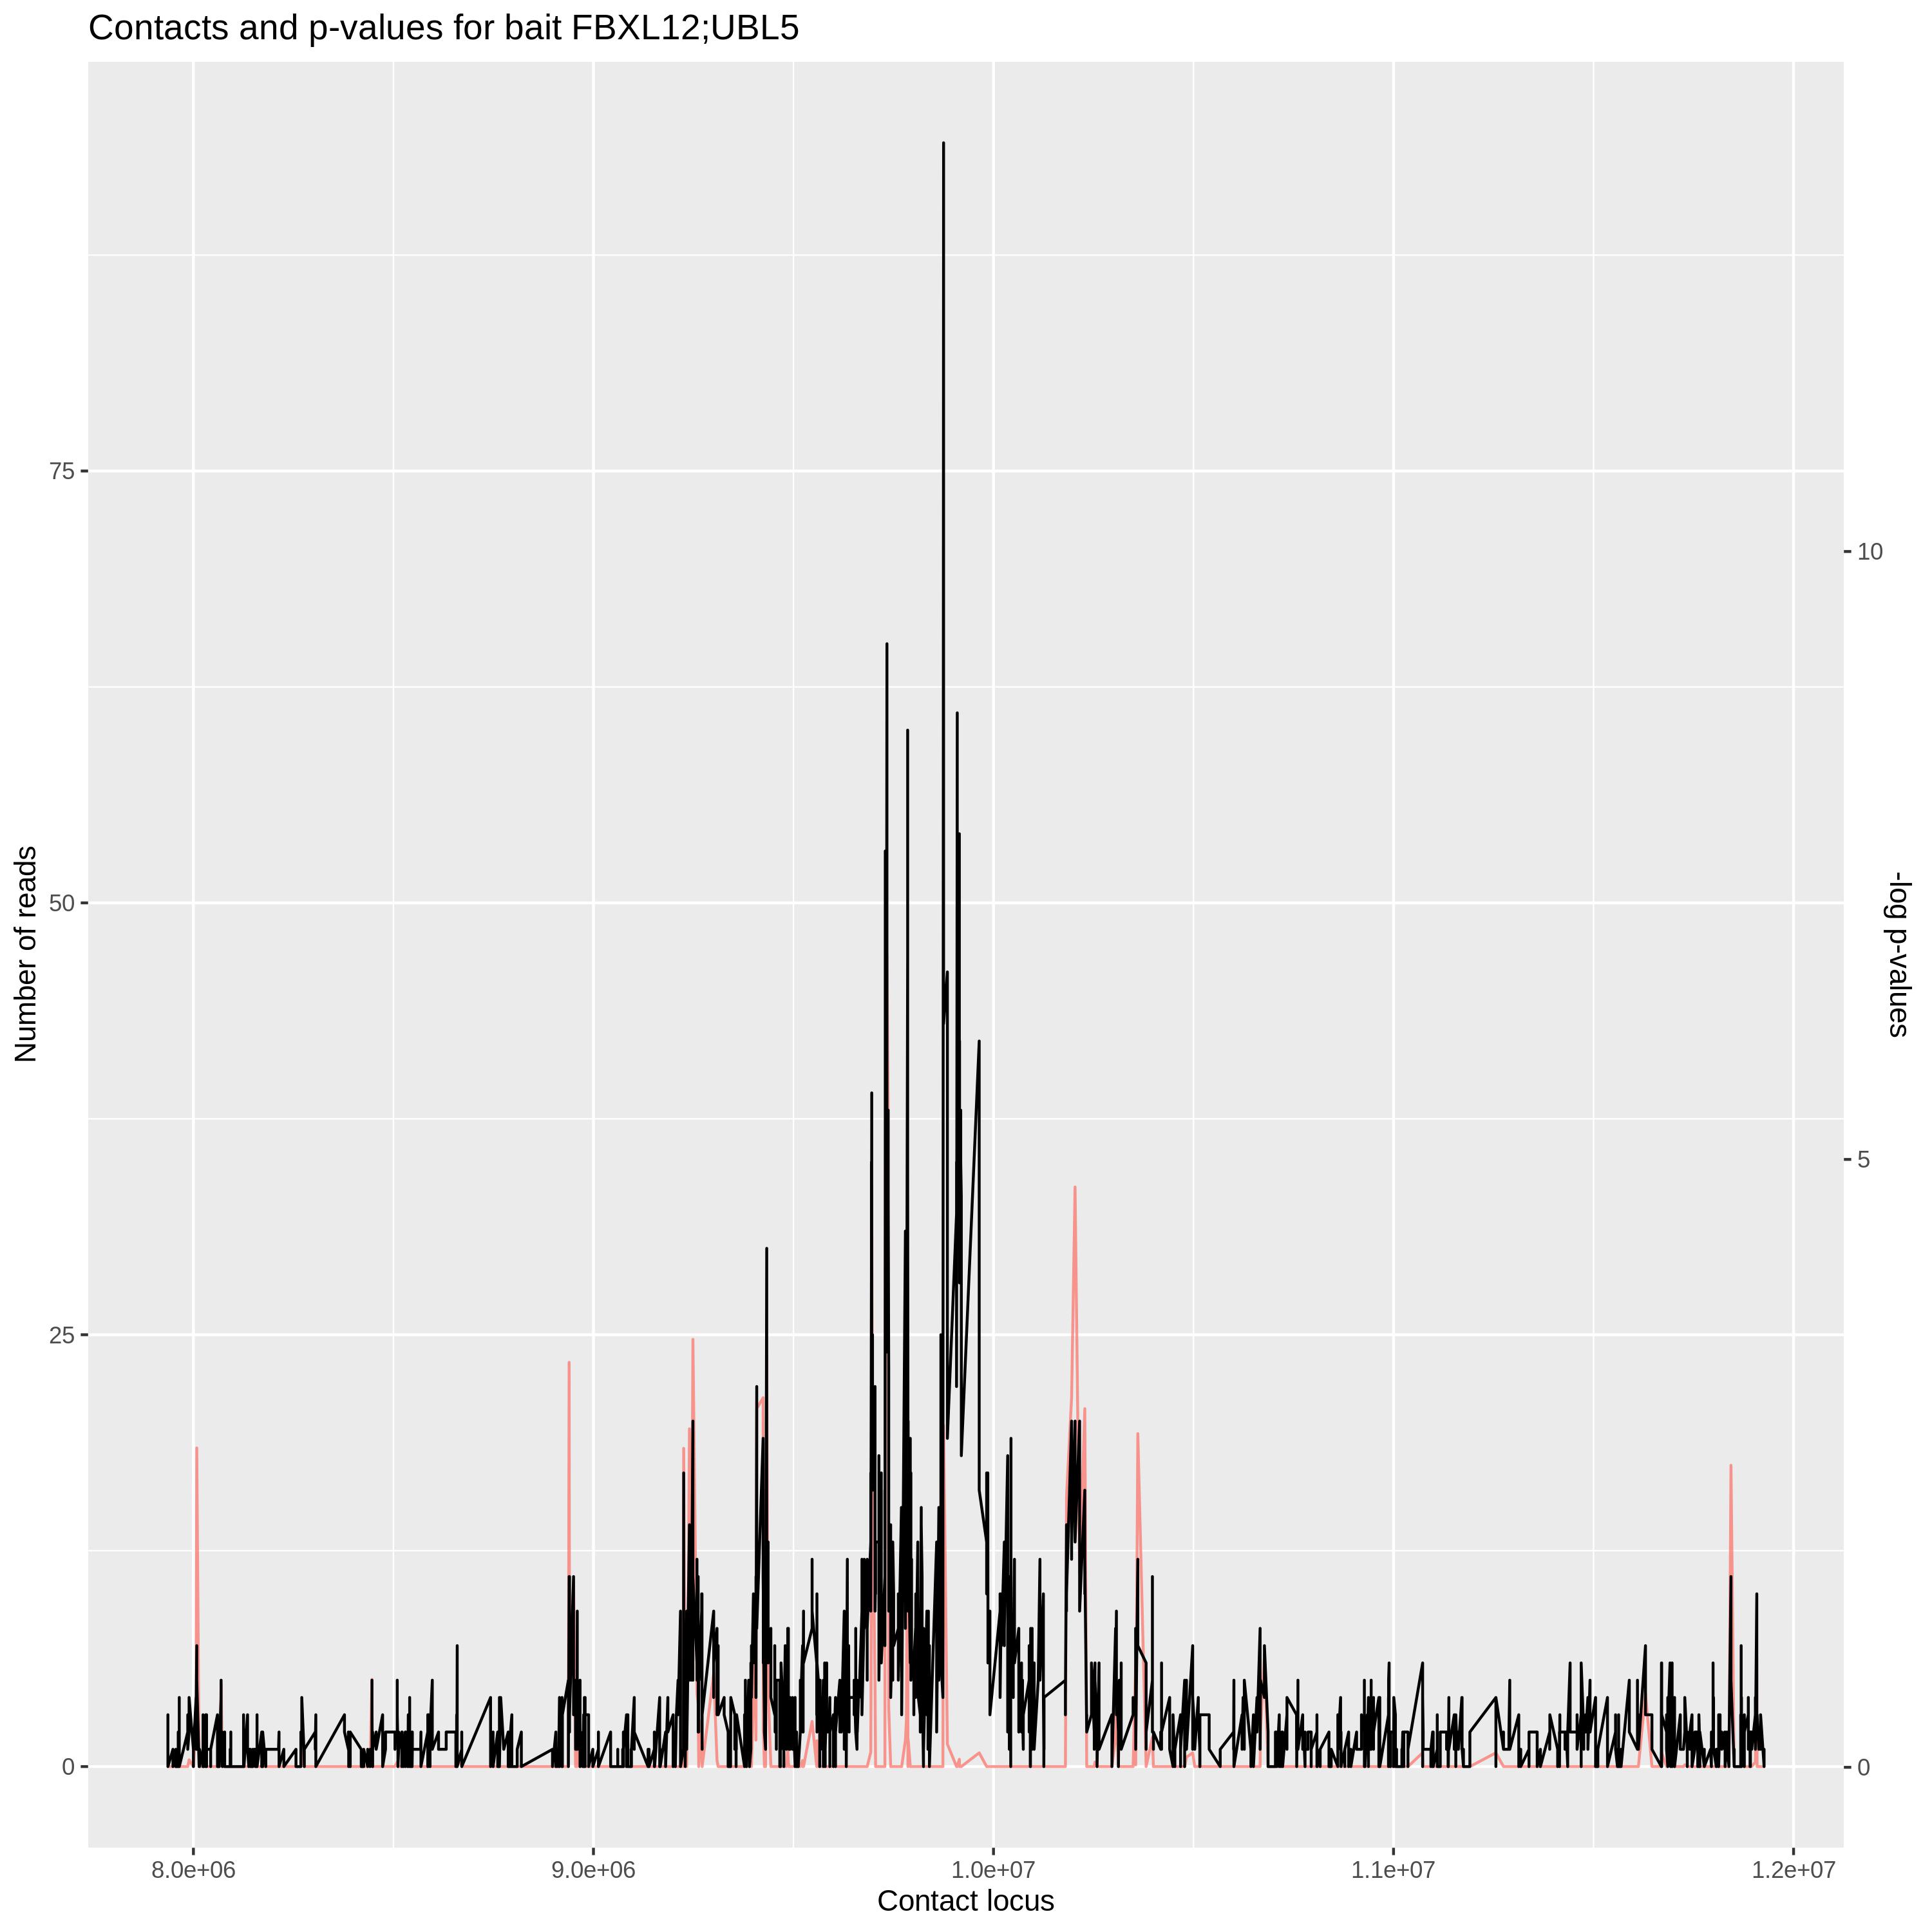 Contacts and p-values for bait FBXL12;UBL5
Number of reads
75
50
25
0
-log p-values
10
5
0
8.0e+06 9.0e+06 1.0e+07 1.1e+07 1.2e+07
Contact locus